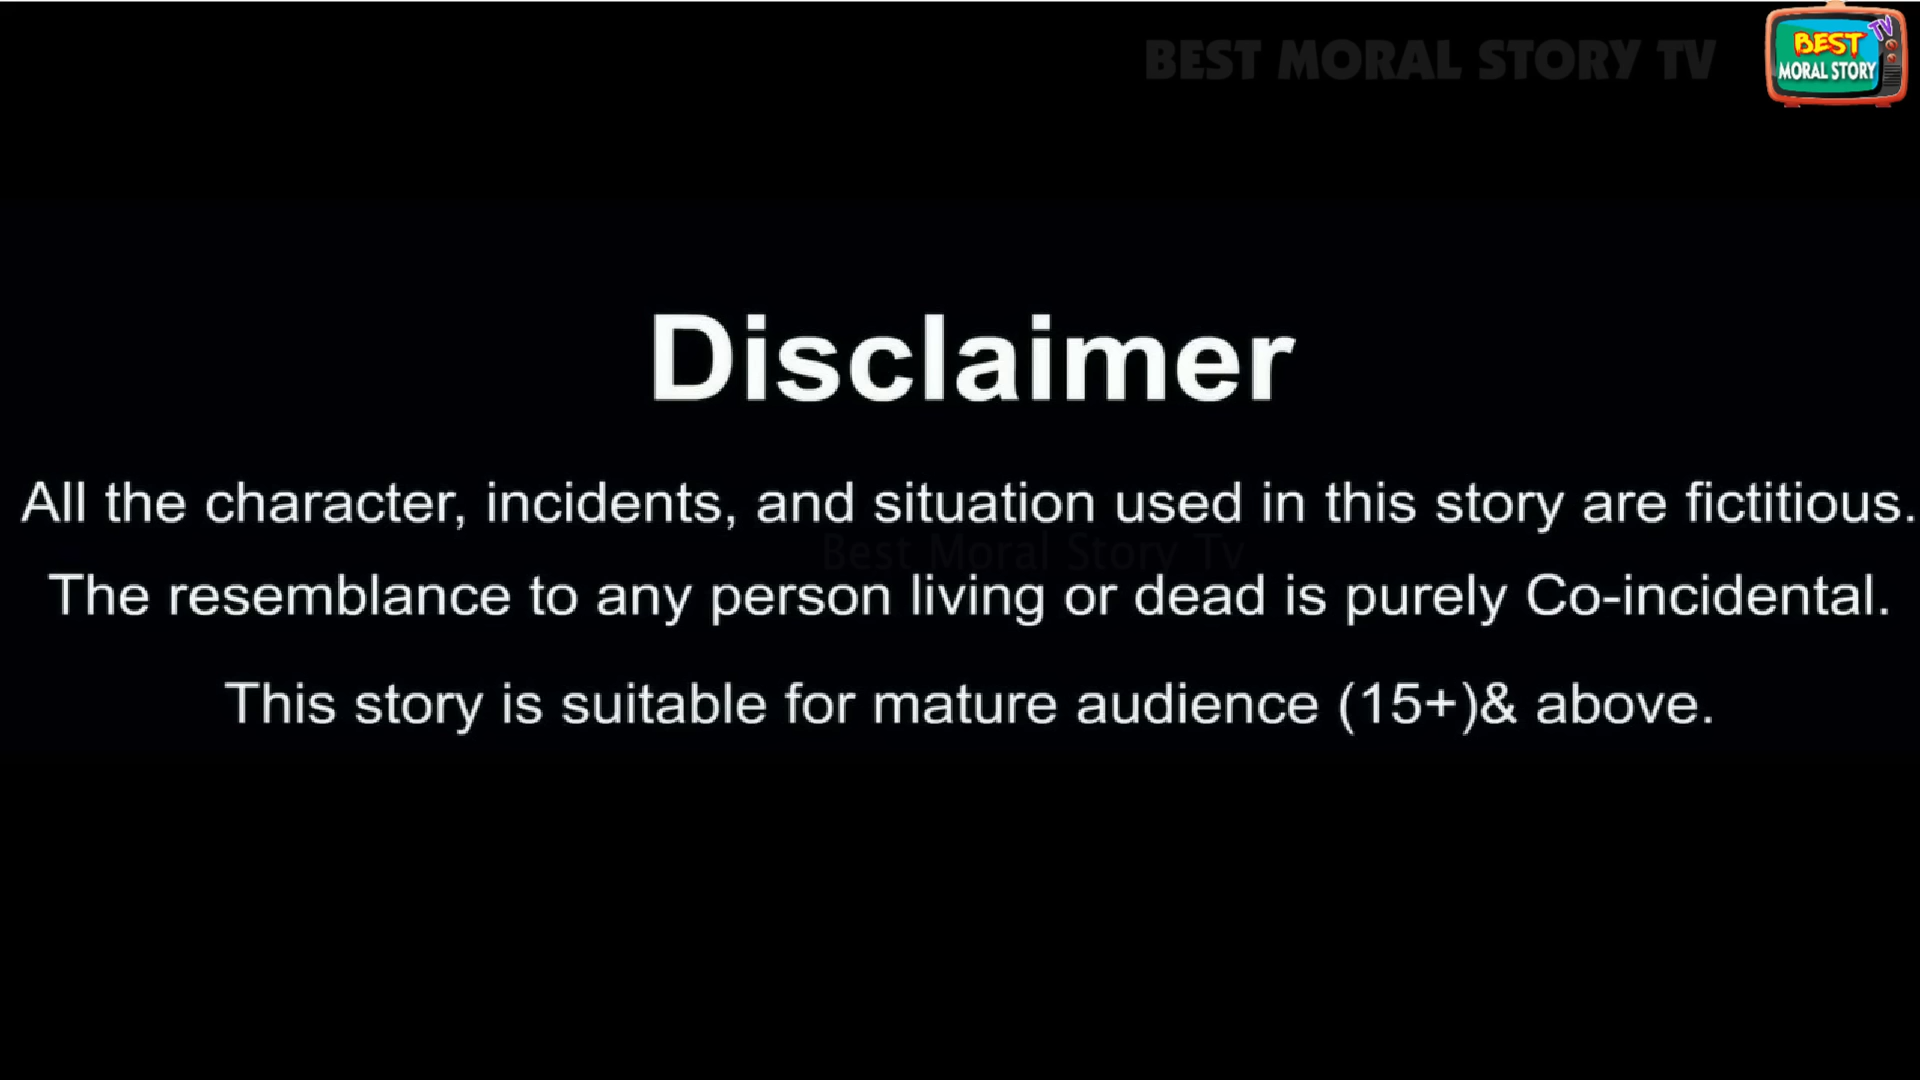 BEST MORAL STORY TV
BEST TV
MORAL STORY
Disclaimer
All the character, incidents, and situation used in this story are fictitious.
Best Moral Story Tv
The resemblance to any person living or dead is purely Co-incidental.
This story is suitable for mature audience (15+)& above.